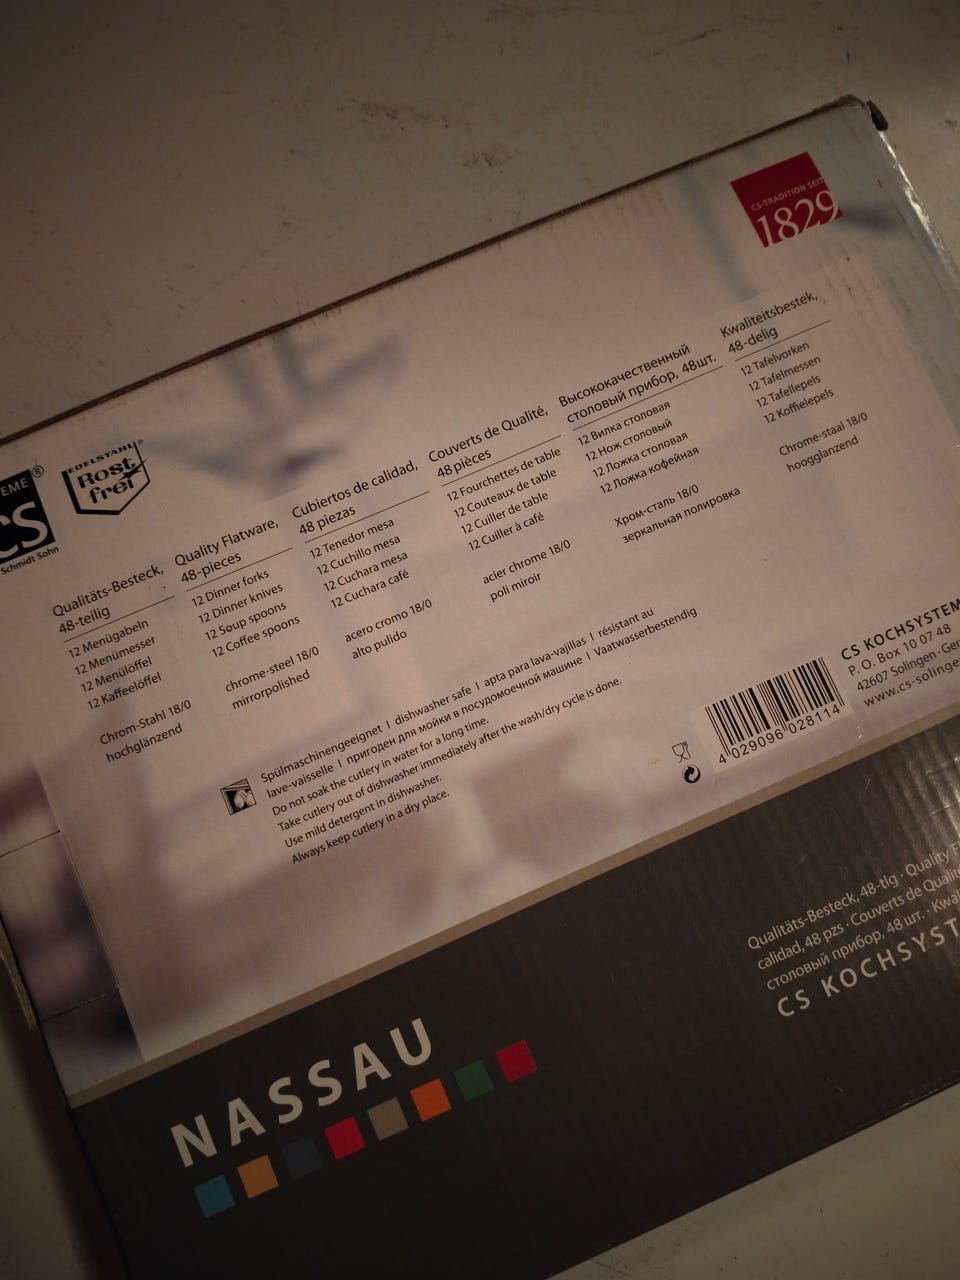 CS-TRADITION SEIT
1829
EME
CS
®
Schmidt Sohn
EDELSTAHL®
Rost
frei
Qualitäts-Besteck,
48-teilig
12 Menügabeln
12 Menümesser
12 Menülöffel
12 Kaffeelöffel
Chrom-Stahl 18/0
hochglänzend
Quality Flatware,
48-pieces
12 Dinner forks
12 Dinner knives
12 Soup spoons
12 Coffee spoons
chrome-steel 18/0
mirrorpolished
Cubiertos de calidad,
48 piezas
12 Tenedor mesa
12 Cuchillo mesa
12 Cuchara mesa
12 Cuchara café
acero cromo 18/0
alto pulido
Couverts de Qualité,
48 pièces
12 Fourchettes de table
12 Couteaux de table
12 Cuiller de table
12 Cuiller à café
acier chrome 18/0
poli miroir
Высококачественный
столовый прибор, 48шт.
12 Вилка столовая
12 Нож столовый
12 Ложка столовая
12 Ложка кофейная
Хром-сталь 18/0
зеркальная полировка
Kwaliteitsbestek,
48-delig
12 Tafelvorken
12 Tafelmessen
12 Tafellepels
12 Koffielepels
Chrome-staal 18/0
hoogglanzend
Spülmaschinengeeignet I dishwasher safe I apta para lava-vajillas I résistant au
lave-vaisselle I пригоден для мойки в посудомоечной машине I Vaatwasserbestendig
Do not soak the cutlery in water for a long time.
Take cutlery out of dishwasher immediately after the wash/dry cycle is done.
Use mild detergent in dishwasher.
Always keep cutlery in a dry place.
4 029096 028114
CS KOCHSYSTEM
P. O. Box 10 07 48
42607 Solingen · Ger
www.cs-solinge
Qualitäts-Besteck, 48-tlg · Quality F
calidad, 48 pzs · Couverts de Qualit
столовый прибор, 48 шт. · Kwal
CS KOCHSYST
NASSAU